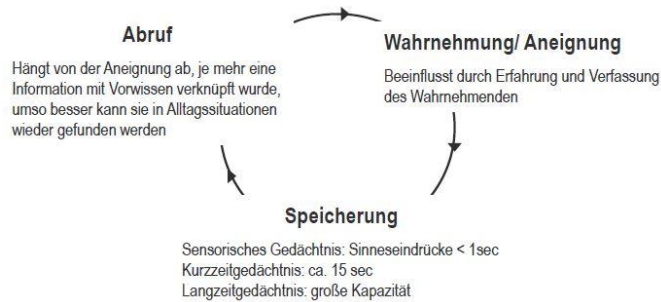 Abruf
Hängt von der Aneignung ab, je mehr eine
Information mit Vorwissen verknüpft wurde,
umso besser kann sie in Alltagssituationen
wieder gefunden werden
Wahrnehmung/ Aneignung
Beeinflusst durch Erfahrung und Verfassung
des Wahrnehmenden
Speicherung
Sensorisches Gedächtnis: Sinneseindrücke < 1sec
Kurzzeitgedächtnis: ca. 15 sec
Langzeitgedächtnis: große Kapazität